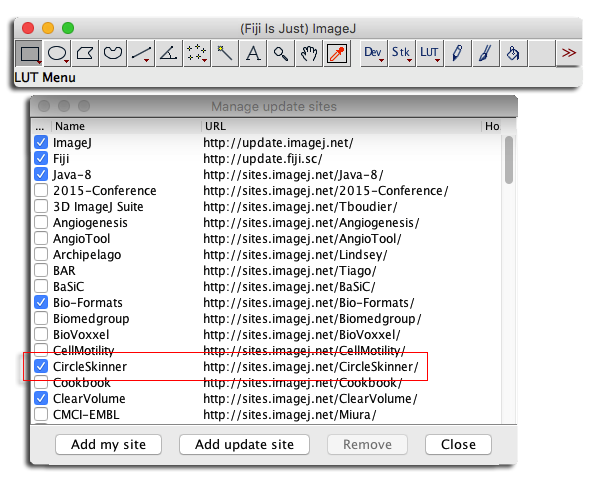 (Fiji Is Just) ImageJ
A Dev Stk LUT >>
LUT Menu
Manage update sites
... Name URL Ho
ImageJ http://update.imagej.net/
Fiji http://update.fiji.sc/
Java-8 http://sites.imagej.net/Java-8/
2015-Conference http://sites.imagej.net/2015-Conference/
3D ImageJ Suite http://sites.imagej.net/Tboudier/
Angiogenesis http://sites.imagej.net/Angiogenesis/
AngioTool http://sites.imagej.net/AngioTool/
Archipelago http://sites.imagej.net/Lindsey/
BAR http://sites.imagej.net/Tiago/
BaSiC http://sites.imagej.net/BaSiC/
Bio-Formats http://sites.imagej.net/Bio-Formats/
Biomedgroup http://sites.imagej.net/Biomedgroup/
BioVoxxel http://sites.imagej.net/BioVoxxel/
CellMotility http://sites.imagej.net/CellMotility/
CircleSkinner http://sites.imagej.net/CircleSkinner/
Cookbook http://sites.imagej.net/Cookbook/
ClearVolume http://sites.imagej.net/ClearVolume/
CMCI-EMBL http://sites.imagej.net/Miura/
Add my site Add update site Remove Close